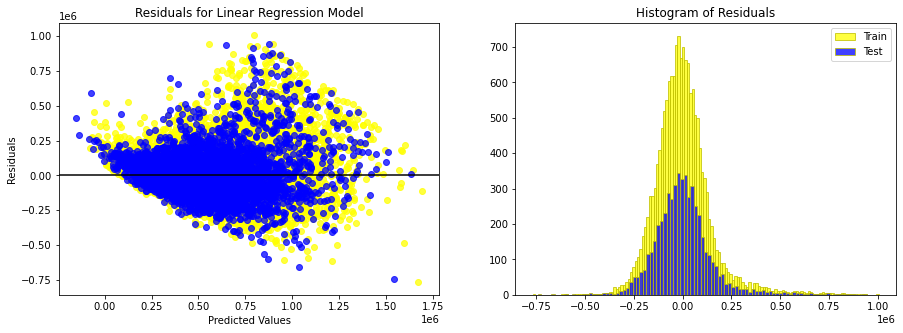 Residuals for Linear Regression Model
1e6
1.00
0.75
0.50
0.25
0.00
−0.25
−0.50
−0.75
Residuals
0.00 0.25 0.50 0.75 1.00 1.25 1.50 1.75
1e6
Predicted Values
Histogram of Residuals
Train
Test
700
600
500
400
300
200
100
0
−0.75 −0.50 −0.25 0.00 0.25 0.50 0.75 1.00
1e6